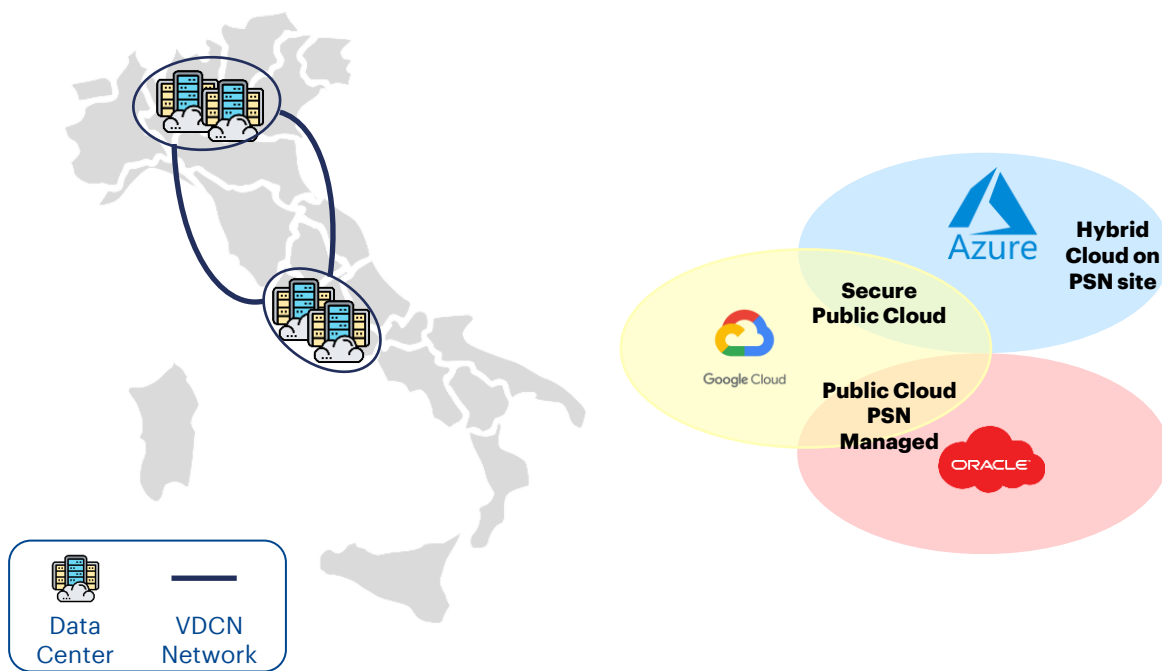 Azure
Hybrid
Cloud on
PSN site
Secure
Public Cloud
Google Cloud
Public Cloud
PSN
Managed
ORACLE
Data
Center
VDCN
Network